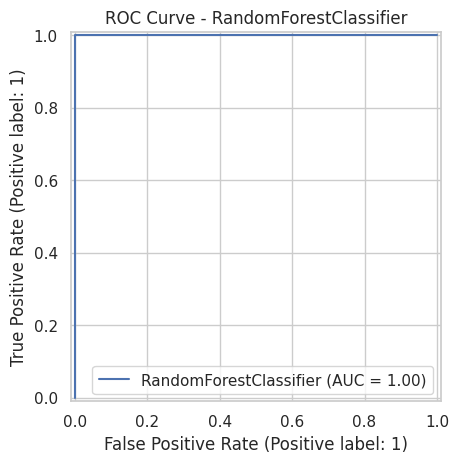 ROC Curve - RandomForestClassifier
True Positive Rate (Positive label: 1)
1.0
0.8
0.6
0.4
0.2
0.0
RandomForestClassifier (AUC = 1.00)
0.0 0.2 0.4 0.6 0.8 1.0
False Positive Rate (Positive label: 1)